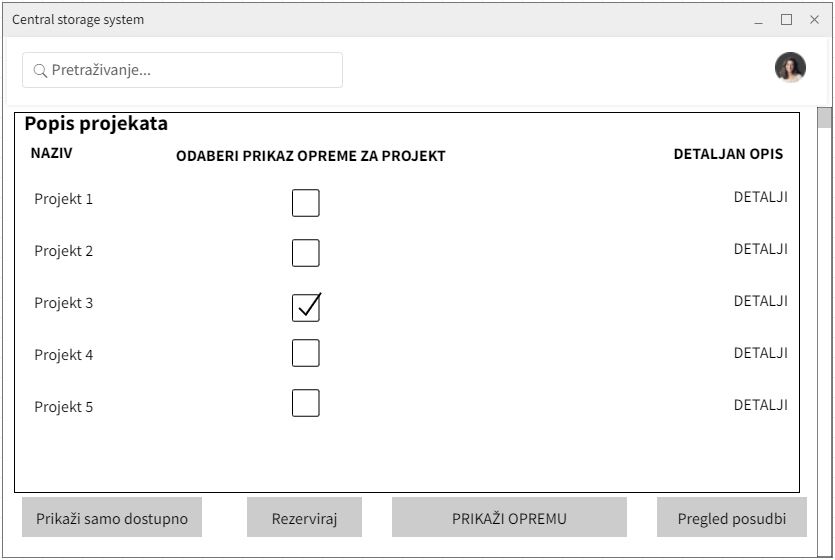 Central storage system
Pretraživanje...
Popis projekata
NAZIV ODABERI PRIKAZ OPREME ZA PROJEKT DETALJAN OPIS
Projekt 1 DETALJI
Projekt 2 DETALJI
Projekt 3 DETALJI
Projekt 4 DETALJI
Projekt 5 DETALJI
Prikaži samo dostupno Rezerviraj PRIKAŽI OPREMU Pregled posudbi